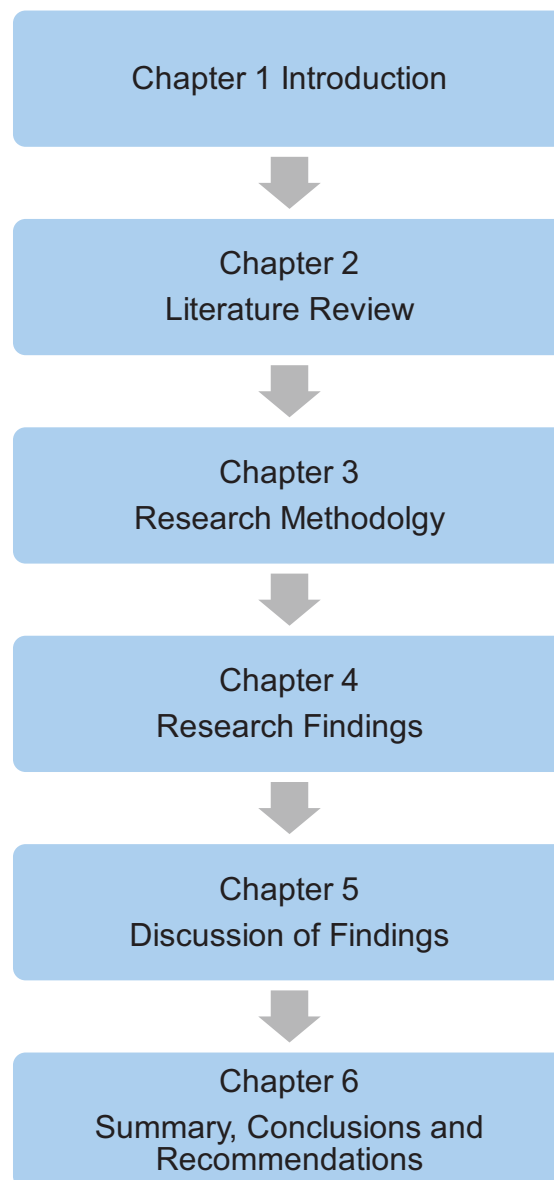 Chapter 1 Introduction
Chapter 2
Literature Review
Chapter 3
Research Methodolgy
Chapter 4
Research Findings
Chapter 5
Discussion of Findings
Chapter 6
Summary, Conclusions and
Recommendations